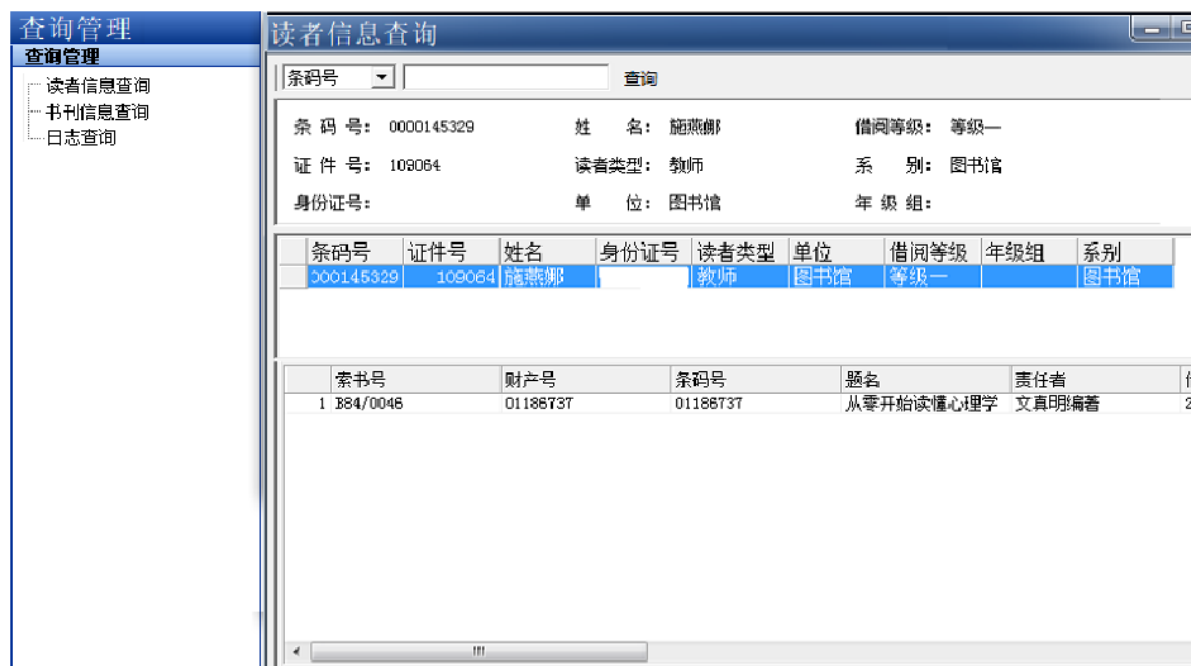 查询管理
查询管理
读者信息查询
书刊信息查询
日志查询
读者信息查询
条码号 查询
条 码 号: 0000145329 姓 名: 施燕娜 借阅等级: 等级一
证 件 号: 109064 读者类型: 教师 系 别: 图书馆
身份证号: 单 位: 图书馆 年 级 组:
条码号 证件号 姓名 身份证号 读者类型 单位 借阅等级 年级组 系别
000145329 109064 施燕娜 教师 图书馆 等级一 图书馆
索书号 财产号 条码号 题名 责任者
1 B84/0046 01186737 01186737 从零开始读懂心理学 文真明编著